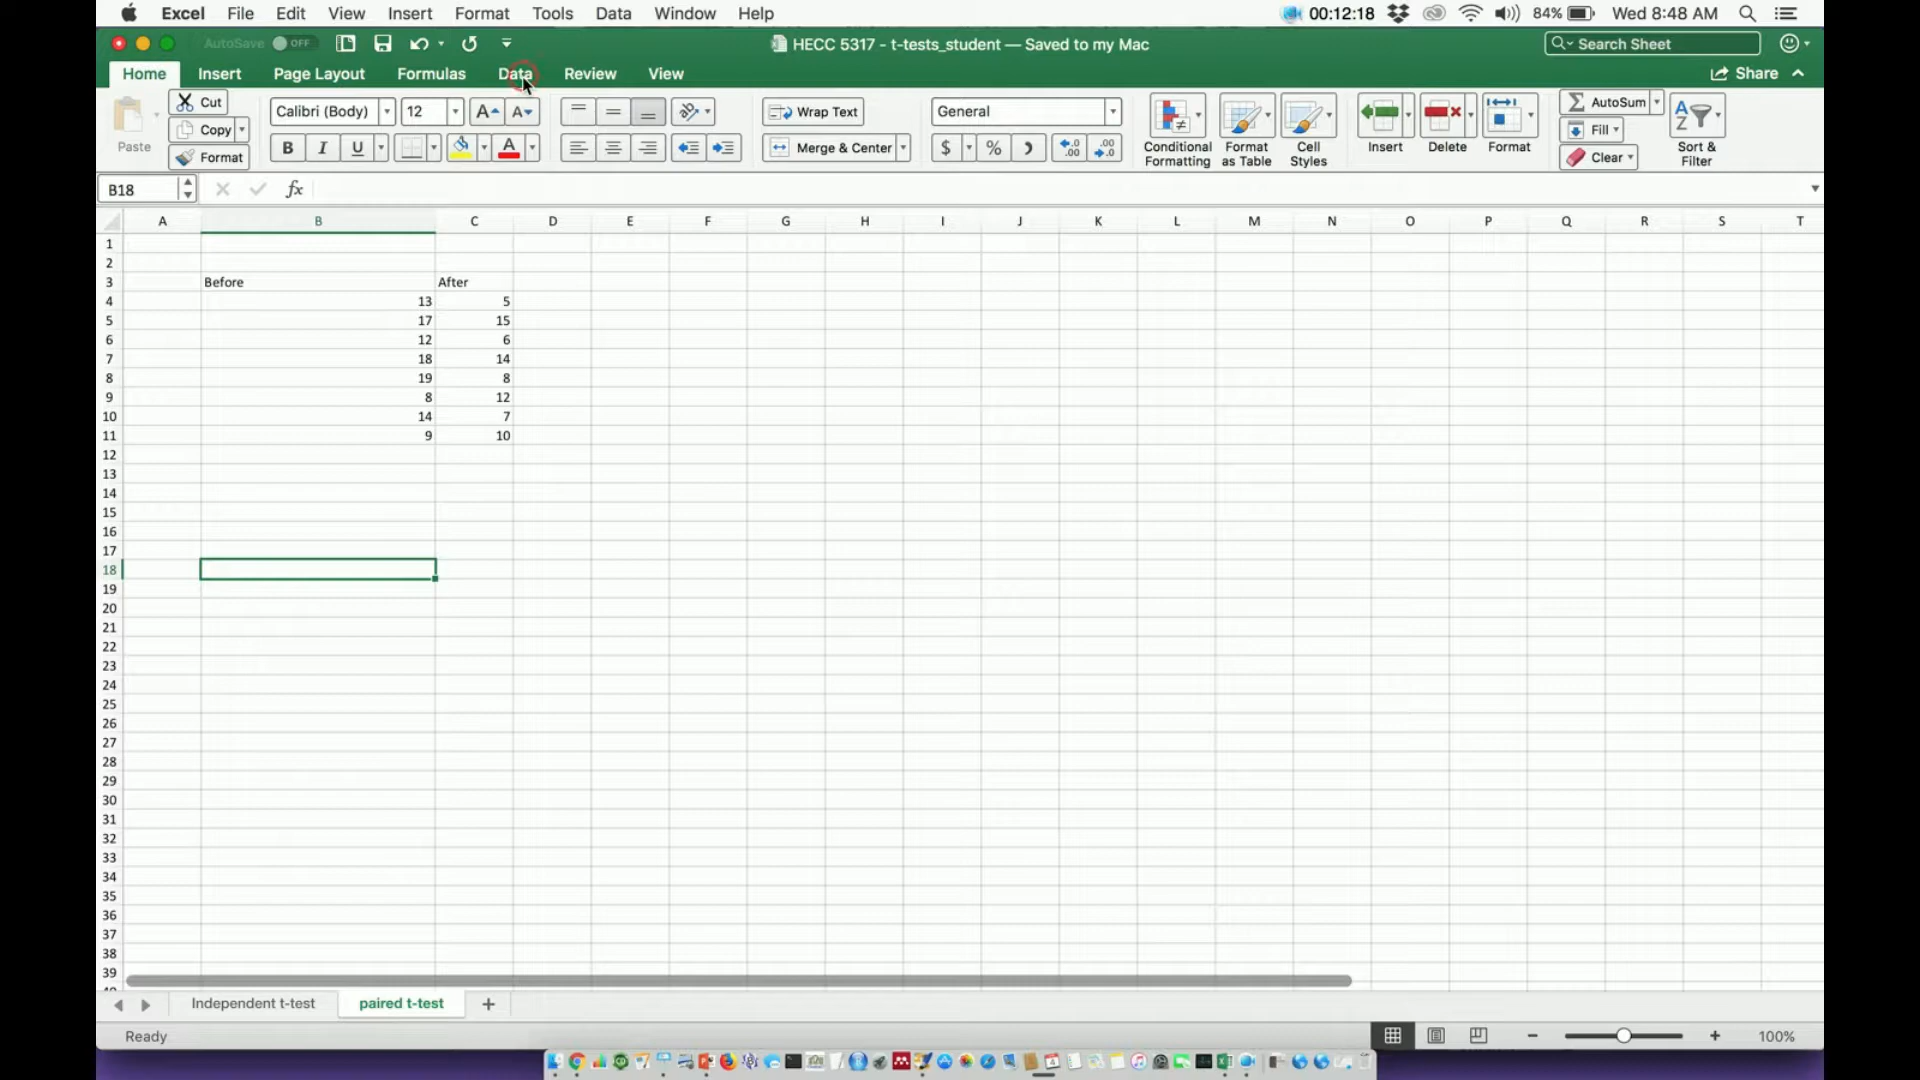 Excel File Edit View Insert Format Tools Data Window Help 00:12:18 84% Wed 8:48 AM
AutoSave OFF HECC 5317 - t-tests_student — Saved to my Mac Search Sheet
Home Insert Page Layout Formulas Data Review View Share
Paste Cut Copy Format
Calibri (Body) 12 A A
B I U A
Wrap Text
Merge & Center
General
$ % .0 .00 .00 .0
Conditional Formatting
Format as Table
Cell Styles
Insert Delete Format
AutoSum
Fill
Clear
Sort & Filter
B18 fx
A B C D E F G H I J K L M N O P Q R S T
1
2
3 Before After
4 13 5
5 17 15
6 12 6
7 18 14
8 19 8
9 8 12
10 14 7
11 9 10
12
13
14
15
16
17
18
19
20
21
22
23
24
25
26
27
28
29
30
31
32
33
34
35
36
37
38
39
Independent t-test paired t-test +
Ready 100%